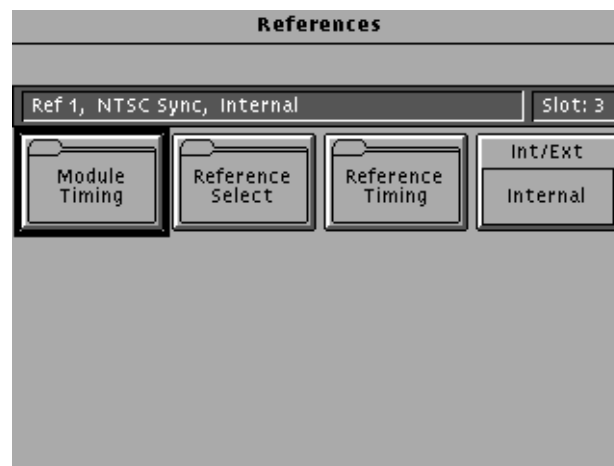 References
Ref 1, NTSC Sync, Internal
Slot: 3
Module
Timing
Reference
Select
Reference
Timing
Int/Ext
Internal